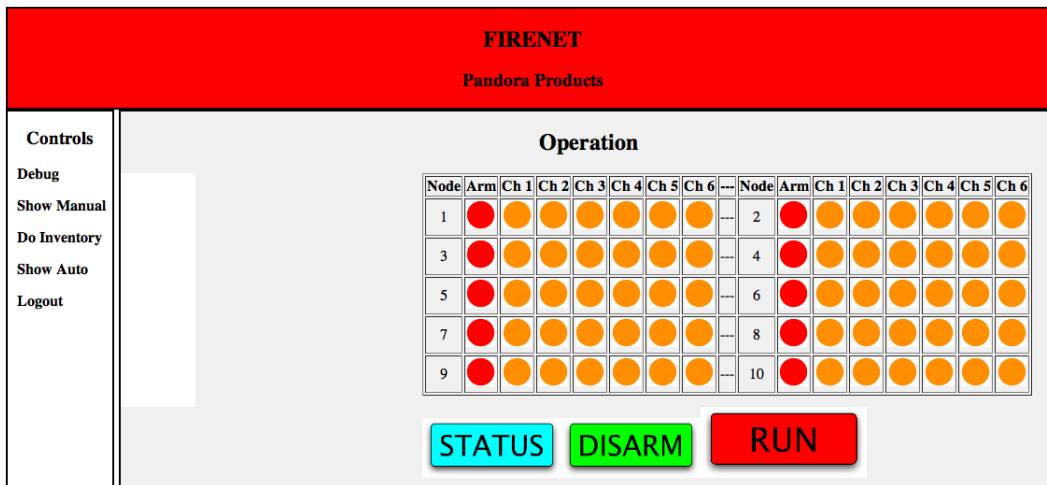 FIRENET
Pandora Products
Controls
Debug
Show Manual
Do Inventory
Show Auto
Logout
Operation
Node Arm Ch 1 Ch 2 Ch 3 Ch 4 Ch 5 Ch 6 --- Node Arm Ch 1 Ch 2 Ch 3 Ch 4 Ch 5 Ch 6
1 --- 2
3 --- 4
5 --- 6
7 --- 8
9 --- 10
STATUS DISARM RUN